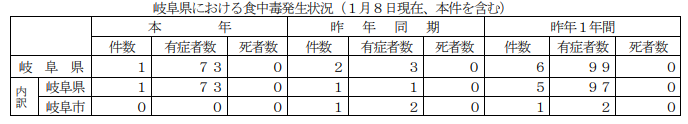 岐阜県における食中毒発生状況(1月8日現在、本件を含む)
本 年 昨 年 同 期 昨年1年間
件数 有症者数 死者数 件数 有症者数 死者数 件数 有症者数 死者数
岐 阜 県 1 73 0 2 3 0 6 99 0
内訳 岐阜県 1 73 0 1 1 0 5 97 0
岐阜市 0 0 0 1 2 0 1 2 0